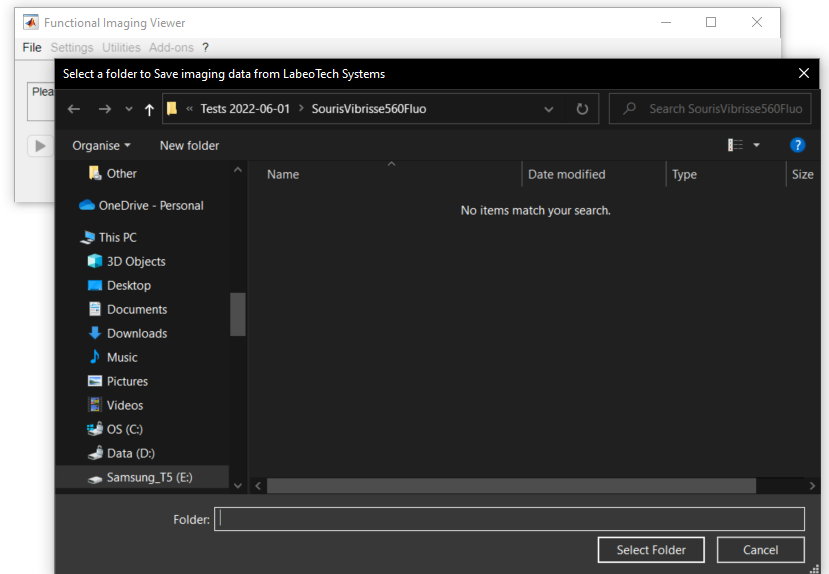 Functional Imaging Viewer
File Settings Utilities Add-ons ?
Select a folder to Save imaging data from LabeoTech Systems
Plea
« Tests 2022-06-01 > SourisVibrisse560Fluo
Search SourisVibrisse560Fluo
Organise New folder
Other
OneDrive - Personal
This PC
3D Objects
Desktop
Documents
Downloads
Music
Pictures
Videos
OS (C:)
Data (D:)
Samsung_T5 (E:)
Name Date modified Type Size
No items match your search.
Folder:
Select Folder Cancel